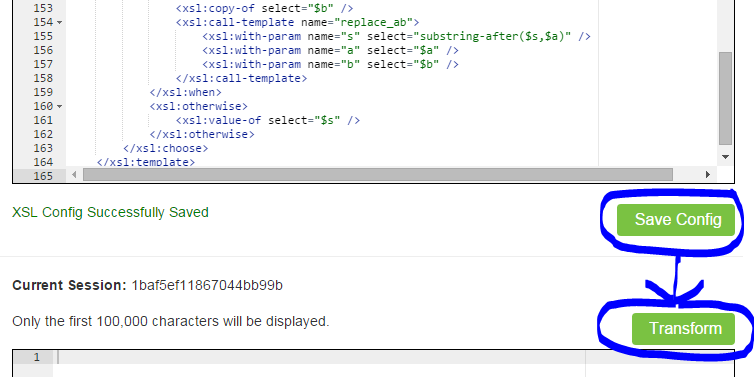 153 <xsl:copy-of select="$b" />
154 <xsl:call-template name="replace_ab">
155 <xsl:with-param name="s" select="substring-after($s,$a)" />
156 <xsl:with-param name="a" select="$a" />
157 <xsl:with-param name="b" select="$b" />
158 </xsl:call-template>
159 </xsl:when>
160 <xsl:otherwise>
161 <xsl:value-of select="$s" />
162 </xsl:otherwise>
163 </xsl:choose>
164 </xsl:template>
165
XSL Config Successfully Saved
Save Config
Current Session: 1baf5ef11867044bb99b
Only the first 100,000 characters will be displayed.
Transform
1